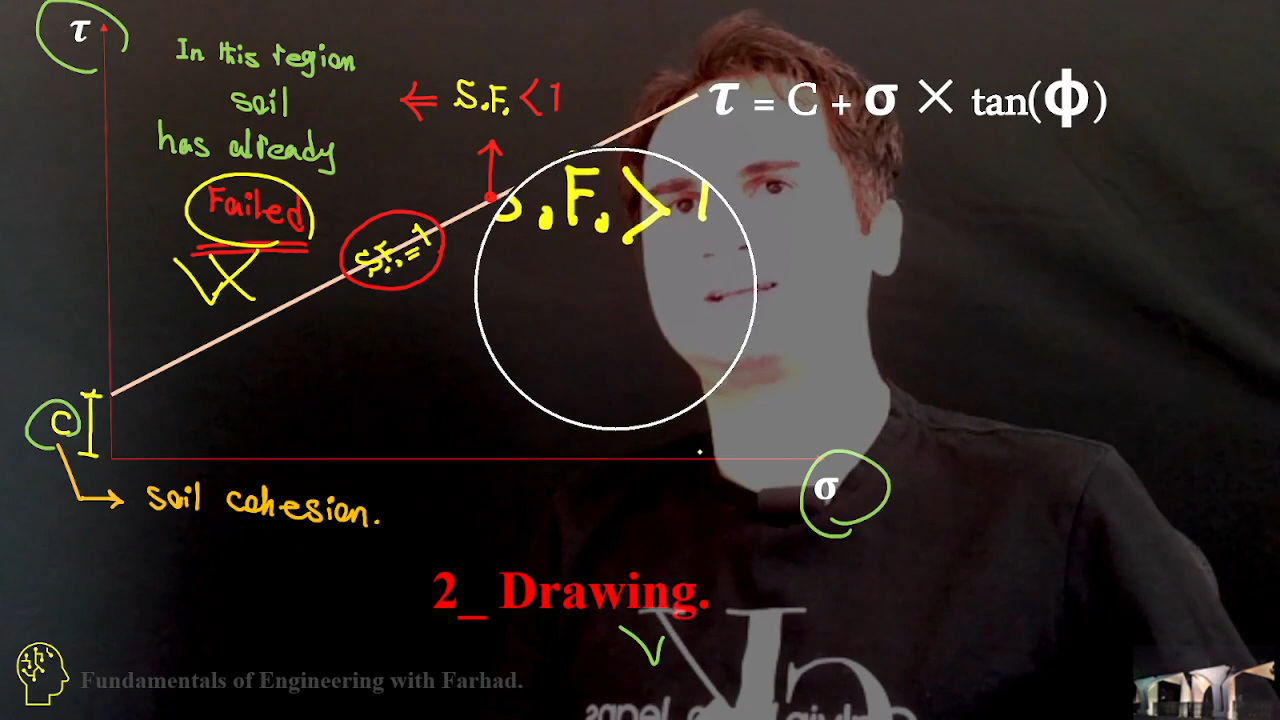 τ
In this region
soil
has already
Failed
⇐ S.F. < 1
τ = C + σ × tan(ϕ)
S.F. > 1
S.F. = 1
C
σ
soil cohesion.
2_ Drawing.
Fundamentals of Engineering with Farhad.